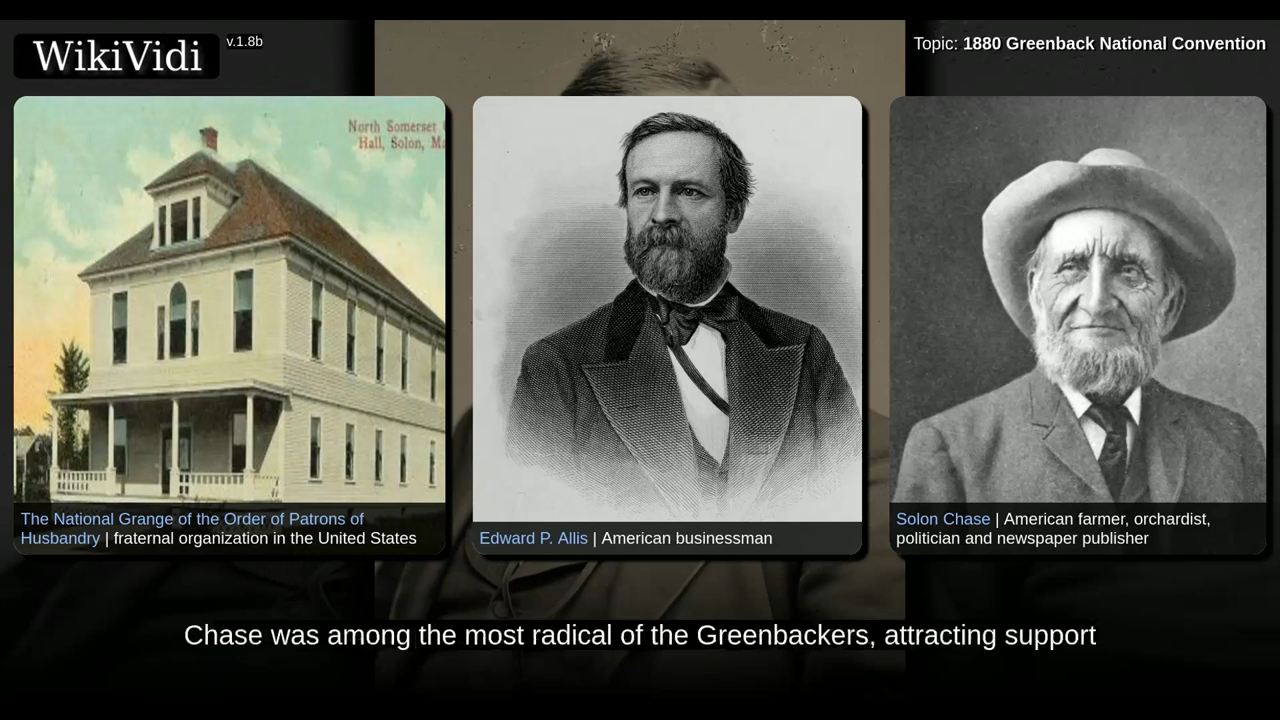 WikiVidi v.1.8b
Topic: 1880 Greenback National Convention
North Somerset
Hall, Solon,
The National Grange of the Order of Patrons of
Husbandry | fraternal organization in the United States
Edward P. Allis | American businessman
Solon Chase | American farmer, orchardist,
politician and newspaper publisher
Chase was among the most radical of the Greenbackers, attracting support